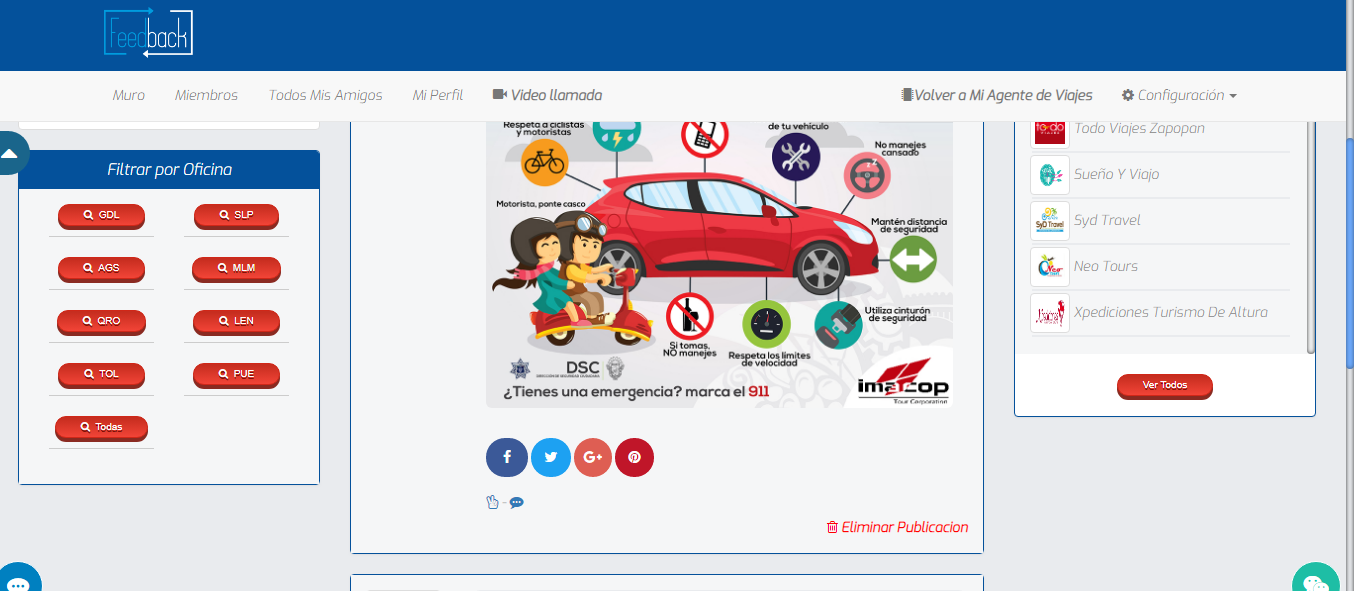 Feedback
Muro
Miembros
Todos Mis Amigos
Mi Perfil
Video llamada
Volver a Mi Agente de Viajes
Configuración
Filtrar por Oficina
GDL
SLP
AGS
MLM
QRO
LEN
TOL
PUE
Todas
Respeta a ciclistas
y motoristas
de tu vehículo
No manejes
cansado
Motorista, ponte casco
Mantén distancia
de seguridad
Si tomas,
NO manejes
Respeta los límites
de velocidad
Utiliza cinturón
de seguridad
DSC
¿Tienes una emergencia? marca el 911
imacop
Tour Corporation
Eliminar Publicacion
to·do
Todo Viajes Zapopan
Sueño Y Viajo
SyD Travel
Syd Travel
Neo Tours
Xpediciones Turismo De Altura
Ver Todos